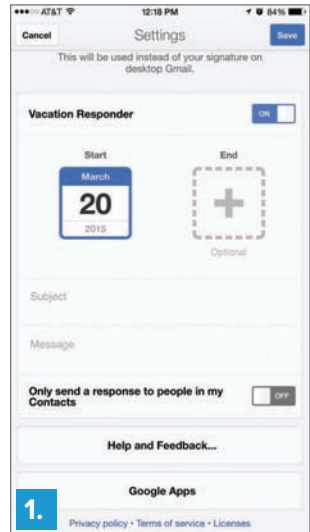 AT&T 12:18 PM 84%
Cancel Settings Save
This will be used instead of your signature on
desktop Gmail.
Vacation Responder ON
Start End
March
20
2015
Optional
Subject
Message
Only send a response to people in my
Contacts
OFF
Help and Feedback...
Google Apps
1.
Privacy policy • Terms of service • Licenses